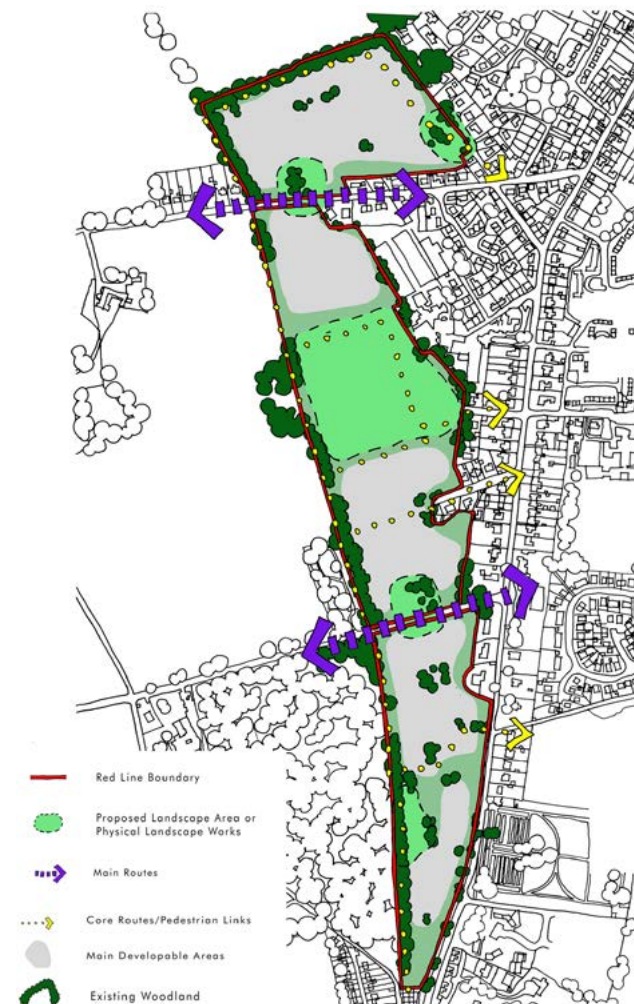 Red Line Boundary
Proposed Landscape Area or
Physical Landscape Works
Main Routes
Core Routes/Pedestrian Links
Main Developable Areas
Existing Woodland